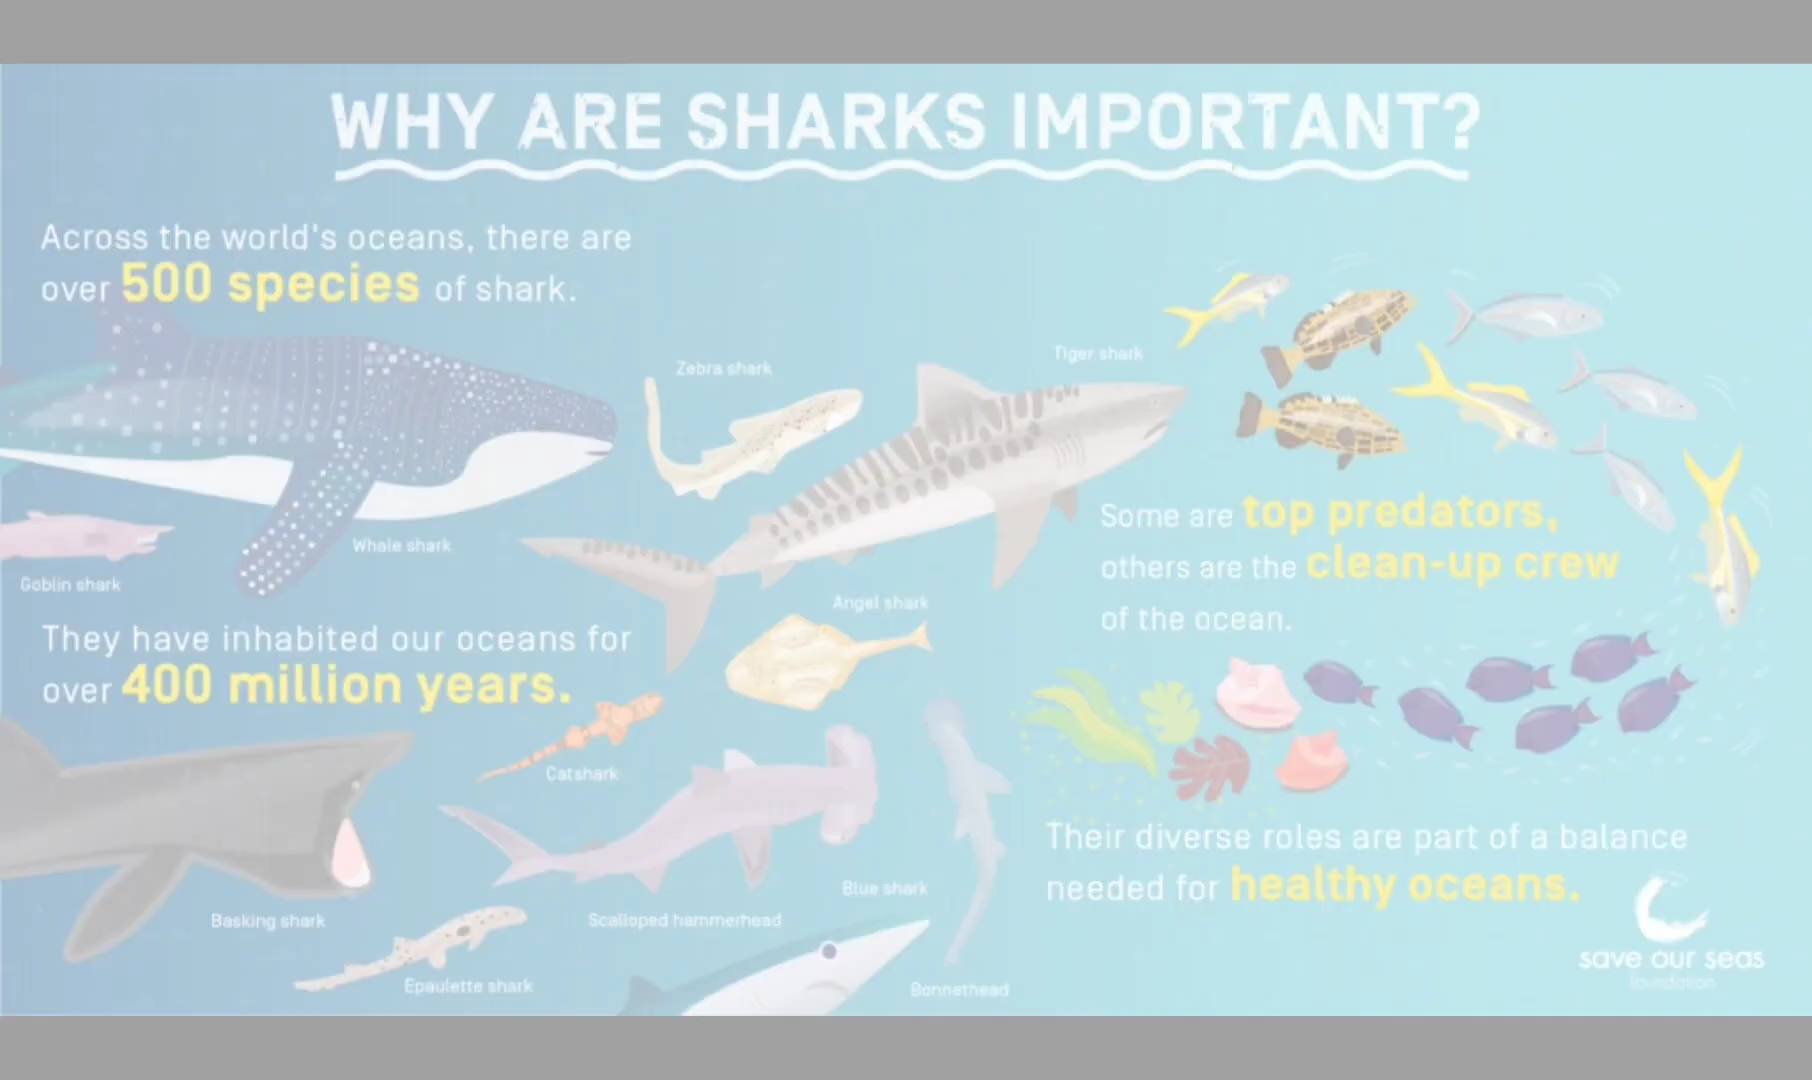 WHY ARE SHARKS IMPORTANT?
Across the world's oceans, there are
over 500 species of shark.
Zebra shark
Tiger shark
Whale shark
Goblin shark
Some are top predators,
others are the clean-up crew
of the ocean.
Angel shark
They have inhabited our oceans for
over 400 million years.
Catshark
Their diverse roles are part of a balance
needed for healthy oceans.
Blue shark
Basking shark
Scalloped hammerhead
Epaulette shark
Bonnethead
save our seas
foundation